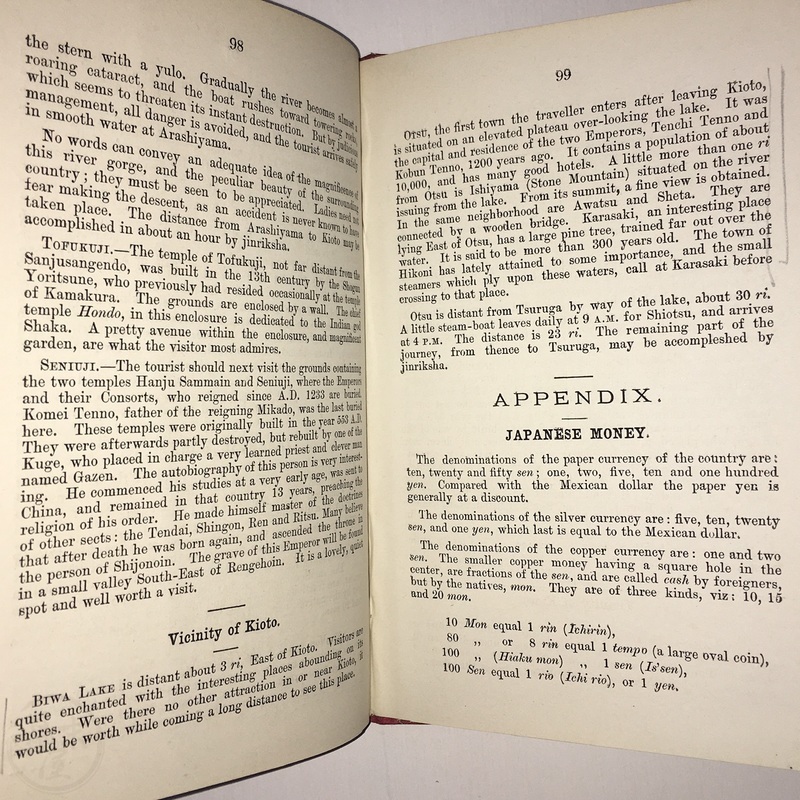 98
the stern with a yulo. Gradually the river becomes almost a
roaring cataract, and the boat rushes toward towering rocks,
which seems to threaten its instant destruction. But by judicious
management, all danger is avoided, and the tourist arrives safely
in smooth water at Arashiyama.
No words can convey an adequate idea of the magnificence of
this river gorge, and the peculiar beauty of the surrounding
country; they must be seen to be appreciated. Ladies need not
fear making the descent, as an accident is never known to have
taken place. The distance from Arashiyama to Kioto may be
accomplished in about an hour by jinriksha.
TOFUKUJI.—The temple of Tofukuji, not far distant from the
Sanjusangendo, was built in the 13th century by the Shogun
Yoritsune, who previously had resided occasionally at the temple
of Kamakura. The grounds are enclosed by a wall. The chief
temple Hondo, in this enclosure is dedicated to the Indian god
Shaka. A pretty avenue within the enclosure, and magnificent
garden, are what the visitor most admires.
SENIUJI.—The tourist should next visit the grounds containing
the two temples Hanju Sammain and Seniuji, where the Emperors
and their Consorts, who reigned since A.D. 1233 are buried.
Komei Tenno, father of the reigning Mikado, was the last buried
here. These temples were originally built in the year 553 A.D.
They were afterwards partly destroyed, but rebuilt by one of the
Kuge, who placed in charge a very learned priest and clever man
named Gazen. The autobiography of this person is very interest-
ing. He commenced his studies at a very early age, was sent to
China, and remained in that country 13 years, preaching the
religion of his order. He made himself master of the doctrines
of other sects: the Tendai, Shingon, Ren and Ritsu. Many believe
that after death he was born again, and ascended the throne in
the person of Shijonoin. The grave of this Emperor will be found
in a small valley South-East of Rengehoin. It is a lovely, quiet
spot and well worth a visit.
Vicinity of Kioto.
BIWA LAKE is distant about 3 ri, East of Kioto. Visitors are
quite enchanted with the interesting places abounding on its
shores. Were there no other attraction in or near Kioto, it
would be worth while coming a long distance to see this place.
99
OTSU, the first town the traveller enters after leaving Kioto,
is situated on an elevated plateau over-looking the lake. It was
the capital and residence of the two Emperors, Tenchi Tenno and
Kobun Tenno, 1200 years ago. It contains a population of about
10,000, and has many good hotels. A little more than one ri
from Otsu is Ishiyama (Stone Mountain) situated on the river
issuing from the lake. From its summit, a fine view is obtained.
In the same neighborhood are Awatsu and Sheta. They are
connected by a wooden bridge. Karasaki, an interesting place
lying East of Otsu, has a large pine tree, trained far out over the
water. It is said to be more than 300 years old. The town of
Hikoni has lately attained to some importance, and the small
steamers which ply upon these waters, call at Karasaki before
crossing to that place.
Otsu is distant from Tsuruga by way of the lake, about 30 ri.
A little steam-boat leaves daily at 9 A.M. for Shiotsu, and arrives
at 4 P.M. The distance is 23 ri. The remaining part of the
journey, from thence to Tsuruga, may be accompleshed by
jinriksha.
APPENDIX.
JAPANESE MONEY.
The denominations of the paper currency of the country are:
ten, twenty and fifty sen; one, two, five, ten and one hundred
yen. Compared with the Mexican dollar the paper yen is
generally at a discount.
The denominations of the silver currency are: five, ten, twenty
sen, and one yen, which last is equal to the Mexican dollar.
The denominations of the copper currency are: one and two
sen. The smaller copper money having a square hole in the
center, are fractions of the sen, and are called cash by foreigners,
but by the natives, mon. They are of three kinds, viz: 10, 15
and 20 mon.
10 Mon equal 1 rin (Ichirin),
80 „ or 8 rin equal 1 tempo (a large oval coin),
100 „ (Hiaku mon) „ 1 sen (Is'sen),
100 Sen equal 1 rio (Ichi rio), or 1 yen.